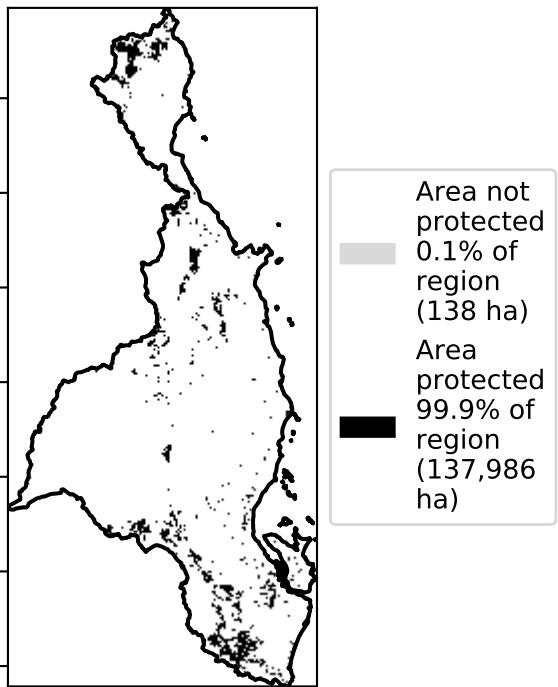 Area not
protected
0.1% of
region
(138 ha)
Area
protected
99.9% of
region
(137,986
ha)